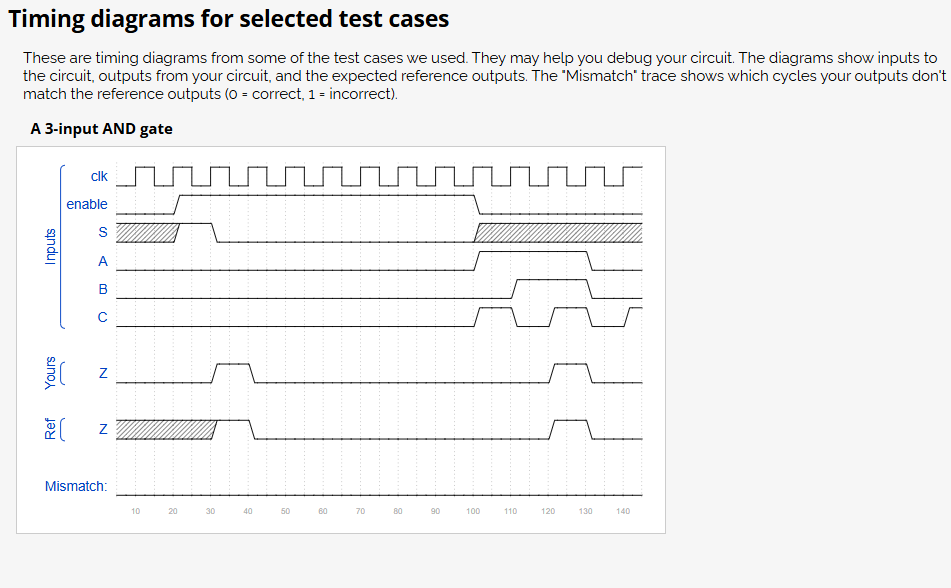 Timing diagrams for selected test cases
These are timing diagrams from some of the test cases we used. They may help you debug your circuit. The diagrams show inputs to
the circuit, outputs from your circuit, and the expected reference outputs. The "Mismatch" trace shows which cycles your outputs don't
match the reference outputs (0 = correct, 1 = incorrect).
A 3-input AND gate
Inputs
clk
enable
S
A
B
C
Yours
Z
Ref
Z
Mismatch:
10 20 30 40 50 60 70 80 90 100 110 120 130 140